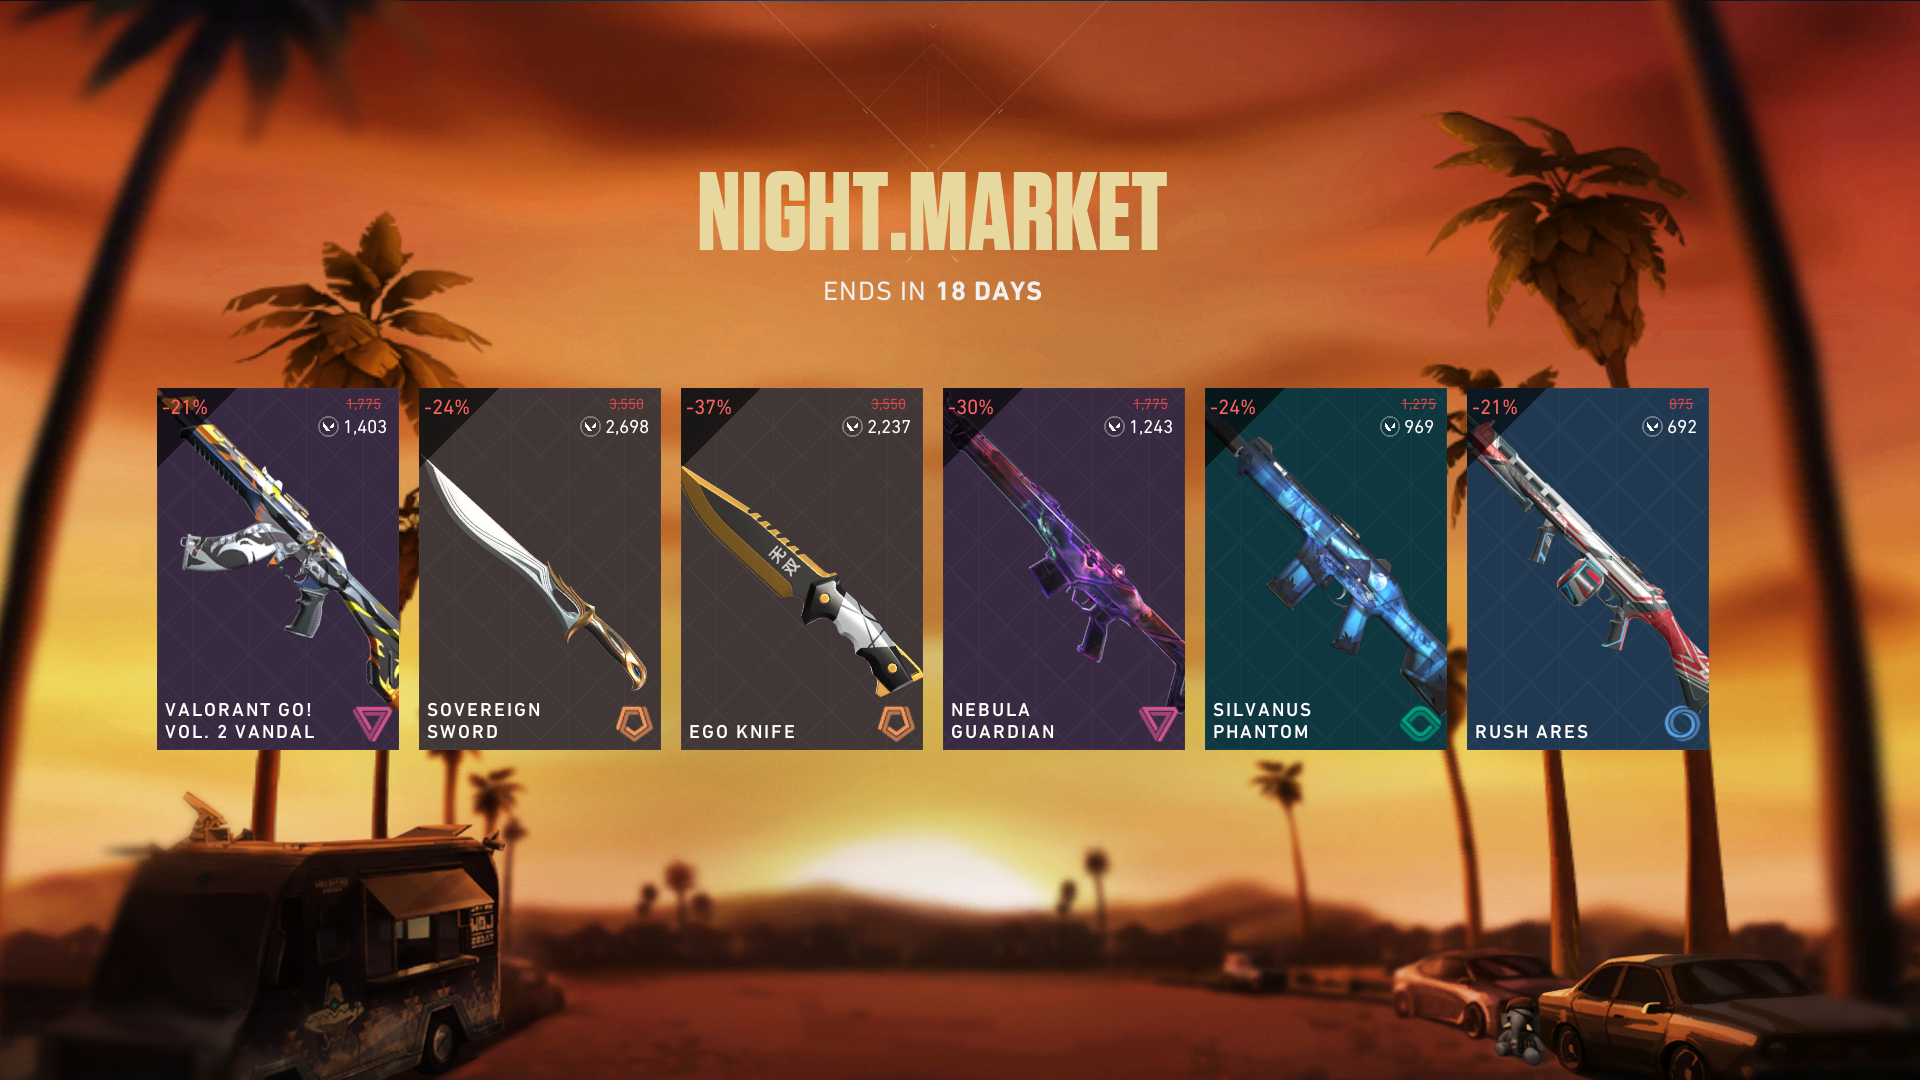 NIGHT.MARKET
ENDS IN 18 DAYS
-21%
1,775
1,403
VALORANT GO!
VOL. 2 VANDAL
-24%
3,550
2,698
SOVEREIGN
SWORD
-37%
3,550
2,237
无双
EGO KNIFE
-30%
1,775
1,243
NEBULA
GUARDIAN
-24%
1,275
969
SILVANUS
PHANTOM
-21%
875
692
RUSH ARES